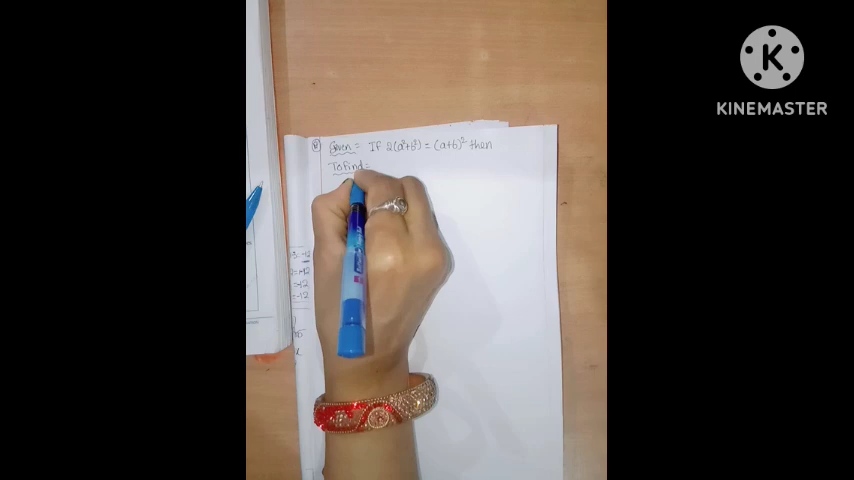 KINEMASTER
Given = If 2(a²+b²) = (a+b)² then
To Find =